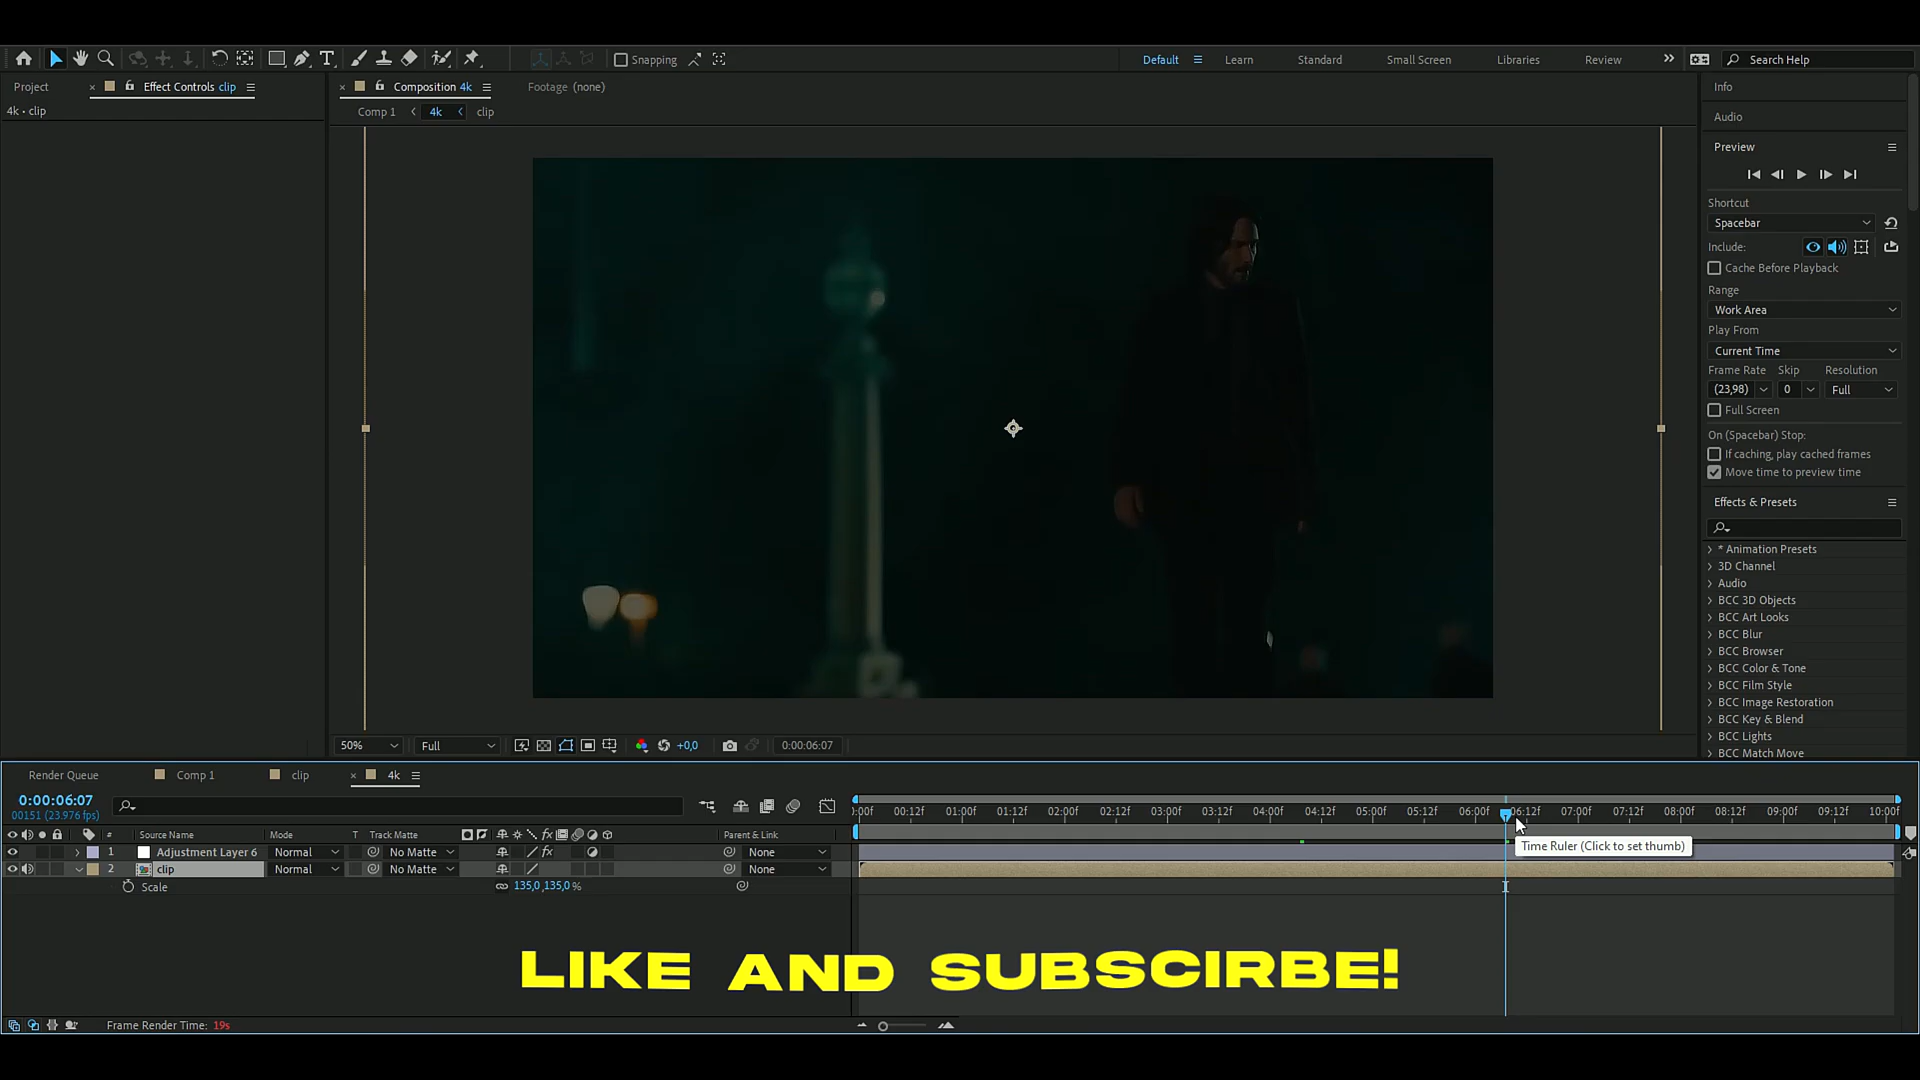 Snapping
Default
Learn
Standard
Small Screen
Libraries
Review
Search Help
Project
Effect Controls clip
Composition 4k
Footage (none)
4k • clip
Comp 1
4k
clip
Info
Audio
Preview
Shortcut
Spacebar
Include:
Cache Before Playback
Range
Work Area
Play From
Current Time
Frame Rate Skip Resolution
(23,98) 0 Full
Full Screen
On (Spacebar) Stop:
If caching, play cached frames
Move time to preview time
Effects & Presets
* Animation Presets
3D Channel
Audio
BCC 3D Objects
BCC Art Looks
BCC Blur
BCC Browser
BCC Color & Tone
BCC Film Style
BCC Image Restoration
BCC Key & Blend
BCC Lights
BCC Match Move
50% Full +0,0 0:00:06:07
Render Queue Comp 1 clip 4k
0:00:06:07
00151 (23.976 fps)
:00f 00:12f 01:00f 01:12f 02:00f 02:12f 03:00f 03:12f 04:00f 04:12f 05:00f 05:12f 06:00f 06:12f 07:00f 07:12f 08:00f 08:12f 09:00f 09:12f 10:00f
# Source Name Mode T Track Matte fx Parent & Link
1 Adjustment Layer 6 Normal No Matte fx None
2 clip Normal No Matte None
Scale 135,0,135,0 %
Time Ruler (Click to set thumb)
LIKE AND SUBSCIRBE!
Frame Render Time: 19s